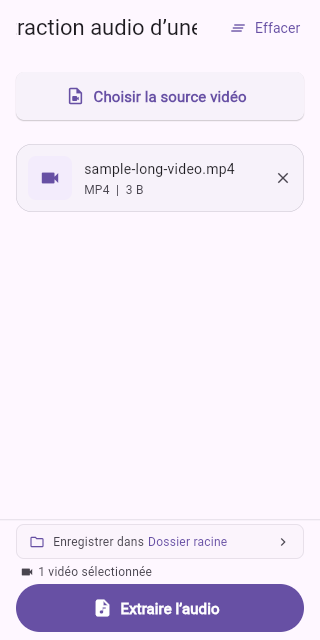 raction audio d’une
Effacer
Choisir la source vidéo
sample-long-video.mp4
MP4 | 3 B
Enregistrer dans Dossier racine
1 vidéo sélectionnée
Extraire l’audio